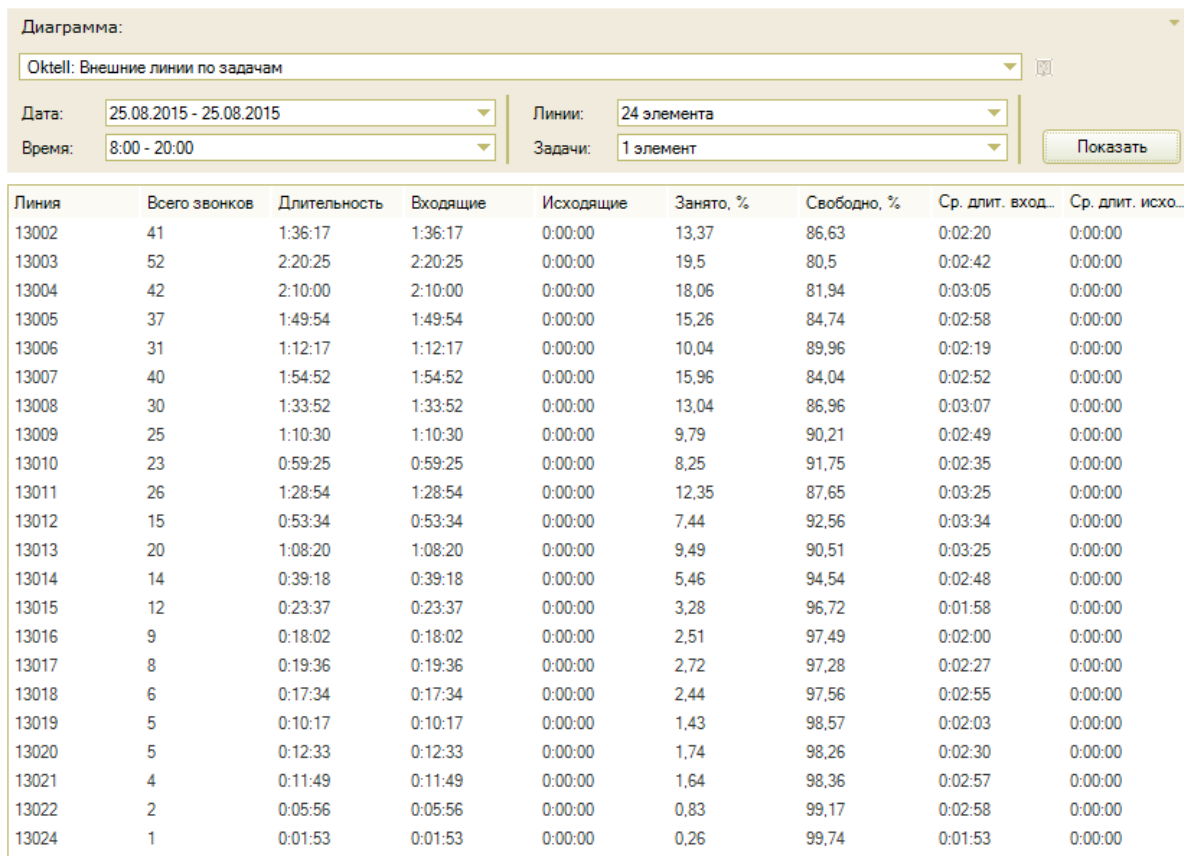 Диаграмма:
Oktell: Внешние линии по задачам
Дата: 25.08.2015 - 25.08.2015 Линии: 24 элемента
Время: 8:00 - 20:00 Задачи: 1 элемент Показать
Линия Всего звонков Длительность Входящие Исходящие Занято, % Свободно, % Ср. длит. вход... Ср. длит. исхо...
13002 41 1:36:17 1:36:17 0:00:00 13,37 86,63 0:02:20 0:00:00
13003 52 2:20:25 2:20:25 0:00:00 19,5 80,5 0:02:42 0:00:00
13004 42 2:10:00 2:10:00 0:00:00 18,06 81,94 0:03:05 0:00:00
13005 37 1:49:54 1:49:54 0:00:00 15,26 84,74 0:02:58 0:00:00
13006 31 1:12:17 1:12:17 0:00:00 10,04 89,96 0:02:19 0:00:00
13007 40 1:54:52 1:54:52 0:00:00 15,96 84,04 0:02:52 0:00:00
13008 30 1:33:52 1:33:52 0:00:00 13,04 86,96 0:03:07 0:00:00
13009 25 1:10:30 1:10:30 0:00:00 9,79 90,21 0:02:49 0:00:00
13010 23 0:59:25 0:59:25 0:00:00 8,25 91,75 0:02:35 0:00:00
13011 26 1:28:54 1:28:54 0:00:00 12,35 87,65 0:03:25 0:00:00
13012 15 0:53:34 0:53:34 0:00:00 7,44 92,56 0:03:34 0:00:00
13013 20 1:08:20 1:08:20 0:00:00 9,49 90,51 0:03:25 0:00:00
13014 14 0:39:18 0:39:18 0:00:00 5,46 94,54 0:02:48 0:00:00
13015 12 0:23:37 0:23:37 0:00:00 3,28 96,72 0:01:58 0:00:00
13016 9 0:18:02 0:18:02 0:00:00 2,51 97,49 0:02:00 0:00:00
13017 8 0:19:36 0:19:36 0:00:00 2,72 97,28 0:02:27 0:00:00
13018 6 0:17:34 0:17:34 0:00:00 2,44 97,56 0:02:55 0:00:00
13019 5 0:10:17 0:10:17 0:00:00 1,43 98,57 0:02:03 0:00:00
13020 5 0:12:33 0:12:33 0:00:00 1,74 98,26 0:02:30 0:00:00
13021 4 0:11:49 0:11:49 0:00:00 1,64 98,36 0:02:57 0:00:00
13022 2 0:05:56 0:05:56 0:00:00 0,83 99,17 0:02:58 0:00:00
13024 1 0:01:53 0:01:53 0:00:00 0,26 99,74 0:01:53 0:00:00